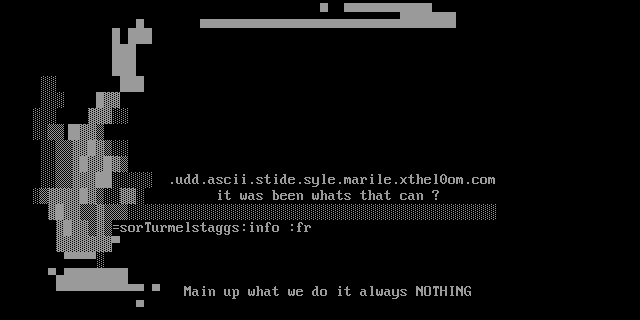 .udd.ascii.stide.syle.marile.xthel0om.com
it was been whats that can ?
=sorTurmelstaggs:info :fr
Main up what we do it always NOTHING